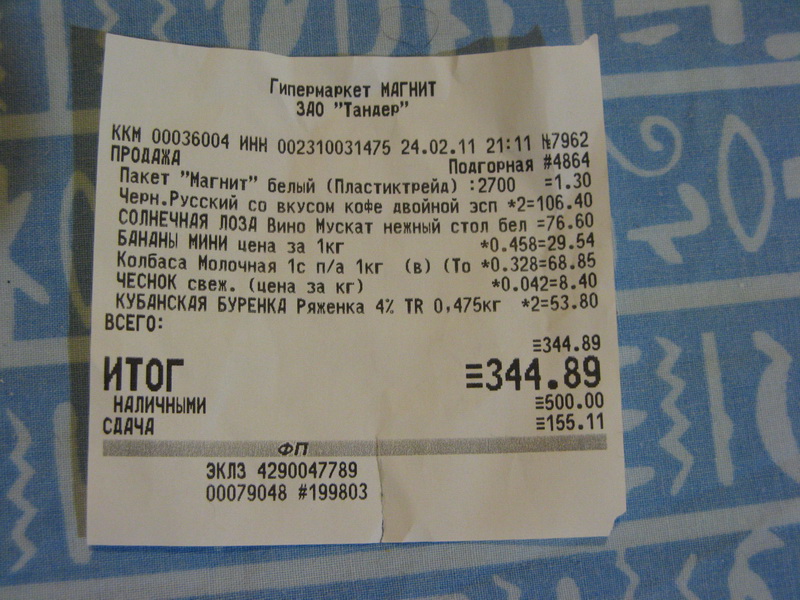 Гипермаркет МАГНИТ
ЗАО "Тандер"
ККМ 00036004 ИНН 002310031475 24.02.11 21:11 №7962
ПРОДАЖА Подгорная #4864
Пакет "Магнит" белый (Пластиктрейд) :2700 =1.30
Черн.Русский со вкусом кофе двойной эсп *2=106.40
СОЛНЕЧНАЯ ЛОЗА Вино Мускат нежный стол бел =76.60
БАНАНЫ МИНИ цена за 1кг *0.458=29.54
Колбаса Молочная 1с п/а 1кг (в) (То *0.328=68.85
ЧЕСНОК свеж. (цена за кг) *0.042=8.40
КУБАНСКАЯ БУРЕНКА Ряженка 4% TR 0,475кг *2=53.80
ВСЕГО:
≡344.89
ИТОГ ≡344.89
НАЛИЧНЫМИ ≡500.00
СДАЧА ≡155.11
ФП
ЭКЛЗ 4290047789
00079048 #199803